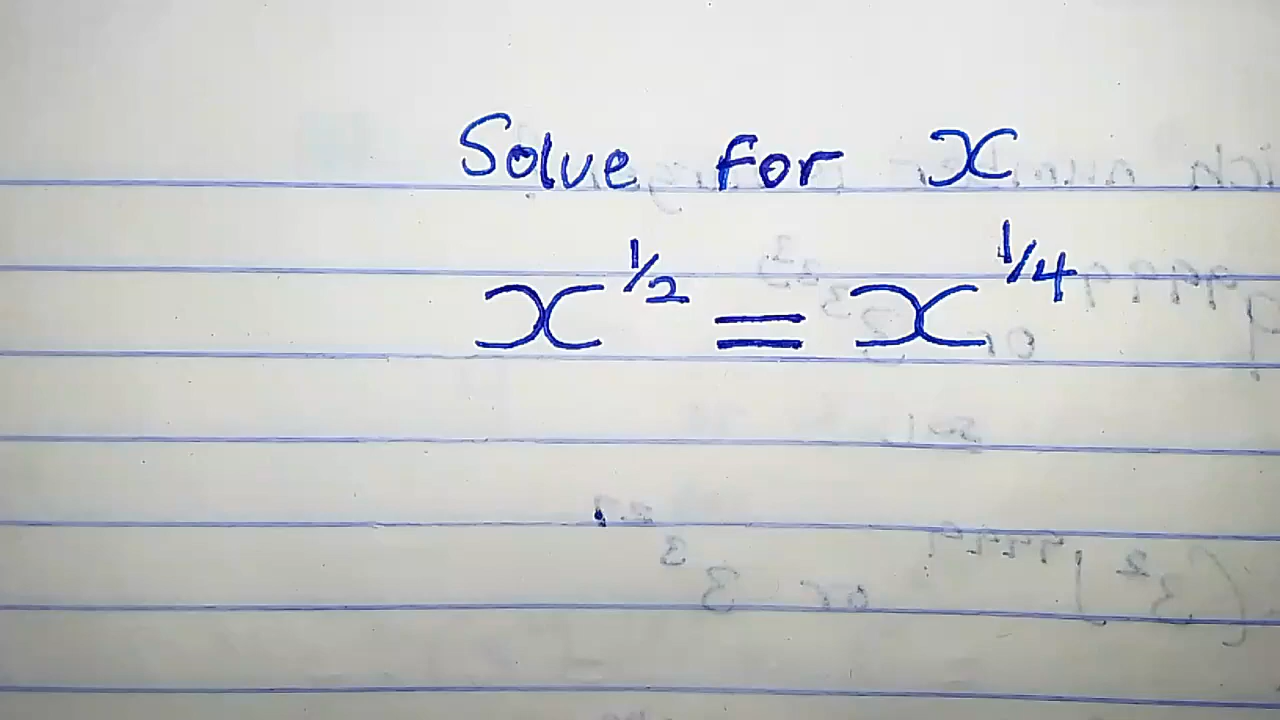 Solve for x
x^{1/2} = x^{1/4}